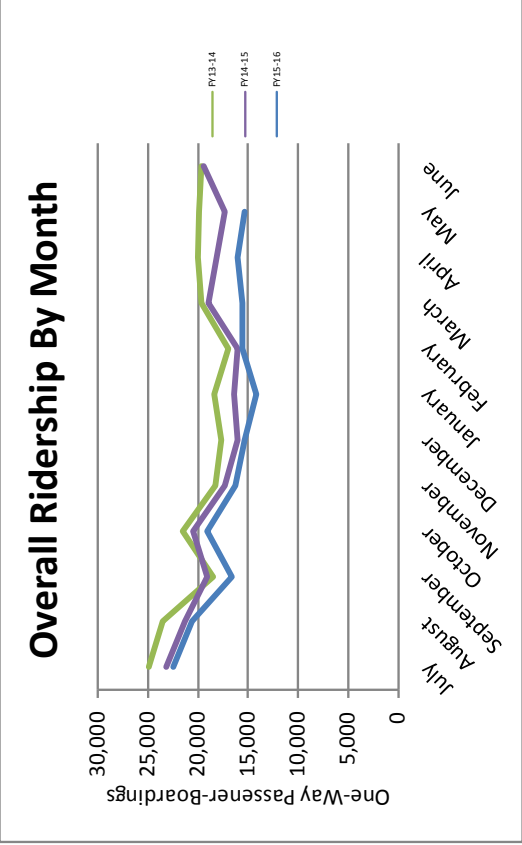 Overall Ridership By Month
30,000
25,000
20,000
15,000
10,000
5,000
0
One-Way Passener-Boardings
July
August
September
October
November
December
January
February
March
April
May
June
FY13-14
FY14-15
FY15-16